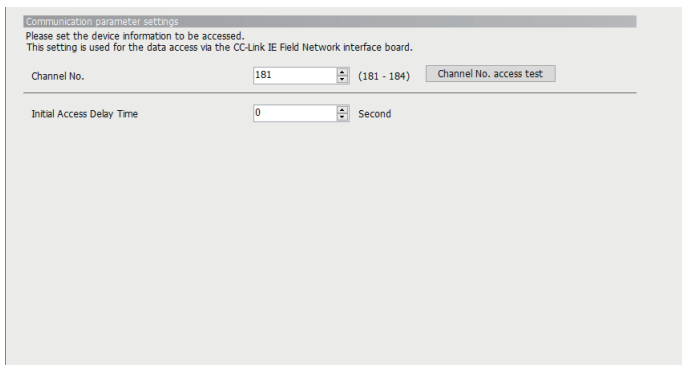 Communication parameter settings
Please set the device information to be accessed.
This setting is used for the data access via the CC-Link IE Field Network interface board.
Channel No. 181 (181 - 184) Channel No. access test
Initial Access Delay Time 0 Second